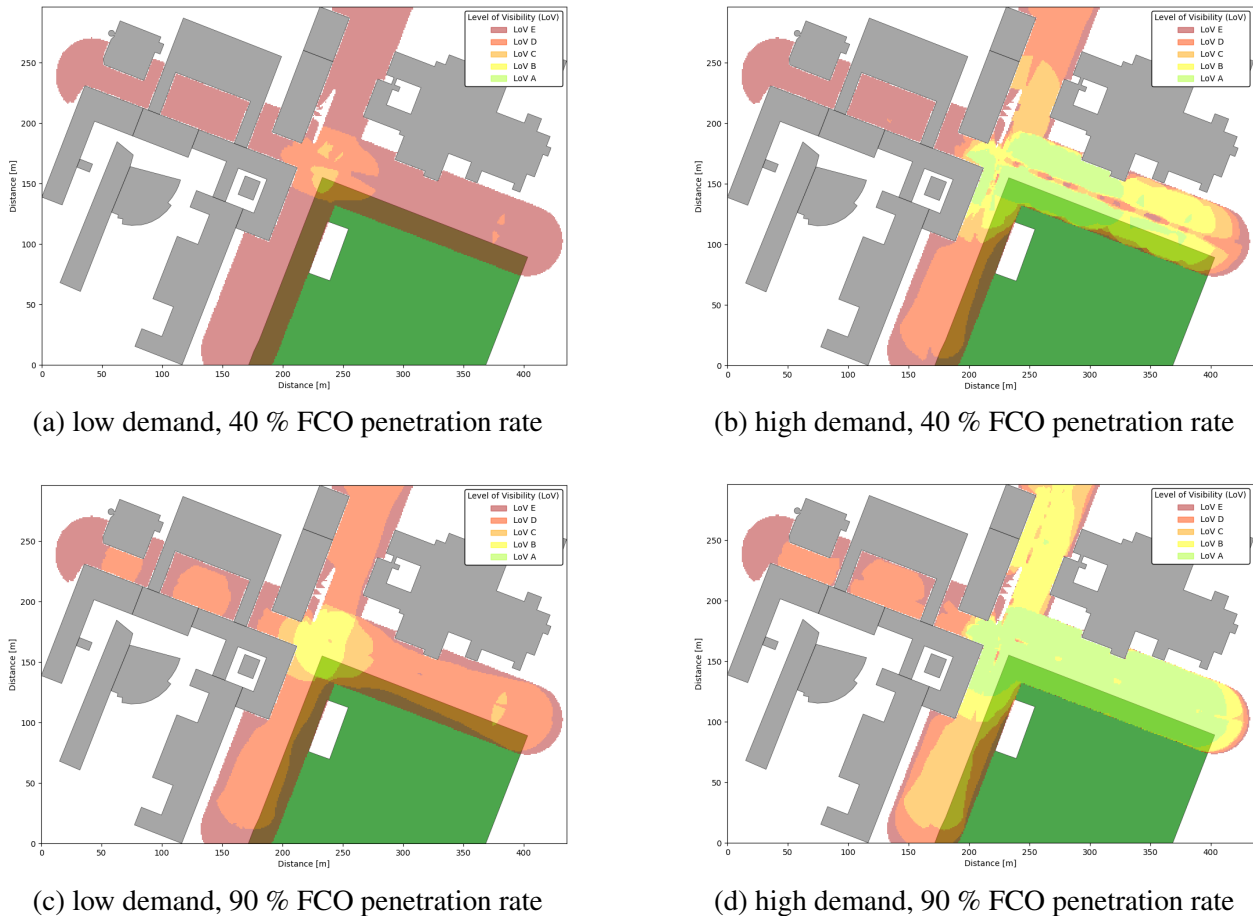 Level of Visibility (LoV)
LoV E
LoV D
LoV C
LoV B
LoV A
Distance [m]
250
200
150
100
50
0
0 50 100 150 200 250 300 350 400
Distance [m]
(a) low demand, 40 % FCO penetration rate
Level of Visibility (LoV)
LoV E
LoV D
LoV C
LoV B
LoV A
Distance [m]
250
200
150
100
50
0
0 50 100 150 200 250 300 350 400
Distance [m]
(b) high demand, 40 % FCO penetration rate
Level of Visibility (LoV)
LoV E
LoV D
LoV C
LoV B
LoV A
Distance [m]
250
200
150
100
50
0
0 50 100 150 200 250 300 350 400
Distance [m]
(c) low demand, 90 % FCO penetration rate
Level of Visibility (LoV)
LoV E
LoV D
LoV C
LoV B
LoV A
Distance [m]
250
200
150
100
50
0
0 50 100 150 200 250 300 350 400
Distance [m]
(d) high demand, 90 % FCO penetration rate